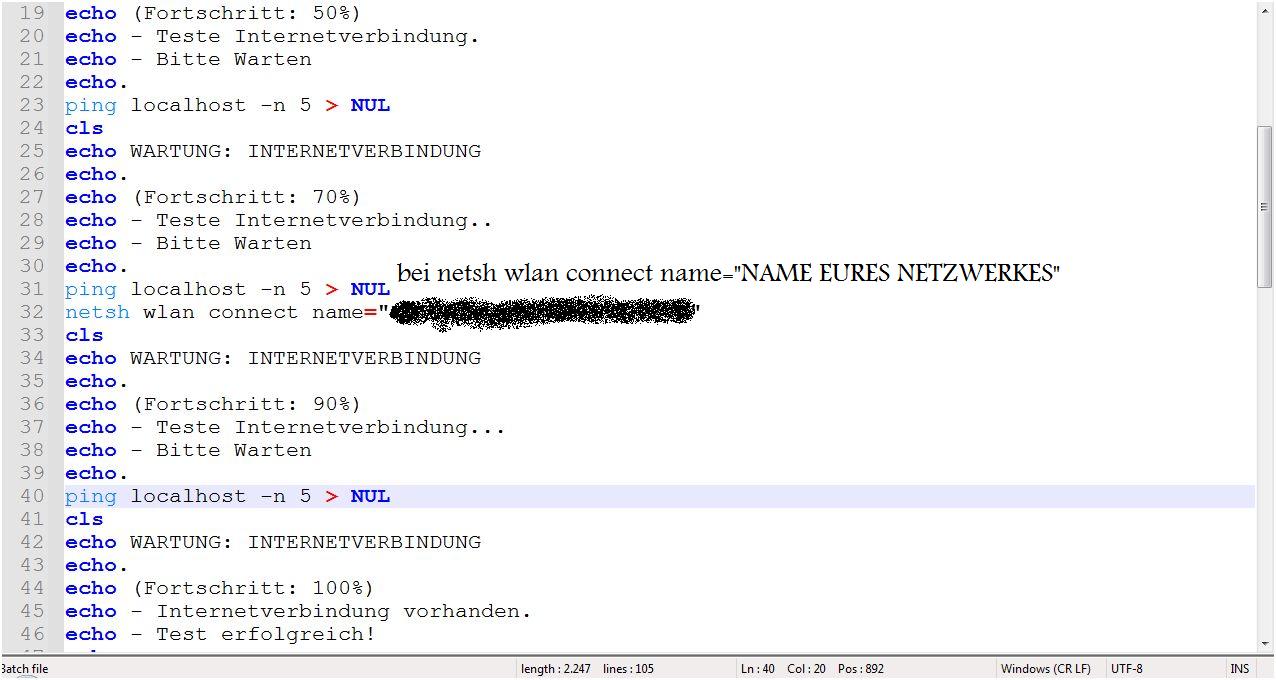 19 echo (Fortschritt: 50%)
20 echo - Teste Internetverbindung.
21 echo - Bitte Warten
22 echo.
23 ping localhost -n 5 > NUL
24 cls
25 echo WARTUNG: INTERNETVERBINDUNG
26 echo.
27 echo (Fortschritt: 70%)
28 echo - Teste Internetverbindung..
29 echo - Bitte Warten
30 echo.
bei netsh wlan connect name="NAME EURES NETZWERKES"
31 ping localhost -n 5 > NUL
32 netsh wlan connect name=" "
33 cls
34 echo WARTUNG: INTERNETVERBINDUNG
35 echo.
36 echo (Fortschritt: 90%)
37 echo - Teste Internetverbindung...
38 echo - Bitte Warten
39 echo.
40 ping localhost -n 5 > NUL
41 cls
42 echo WARTUNG: INTERNETVERBINDUNG
43 echo.
44 echo (Fortschritt: 100%)
45 echo - Internetverbindung vorhanden.
46 echo - Test erfolgreich!
Batch file length : 2.247 lines : 105 Ln : 40 Col : 20 Pos : 892 Windows (CR LF) UTF-8 INS